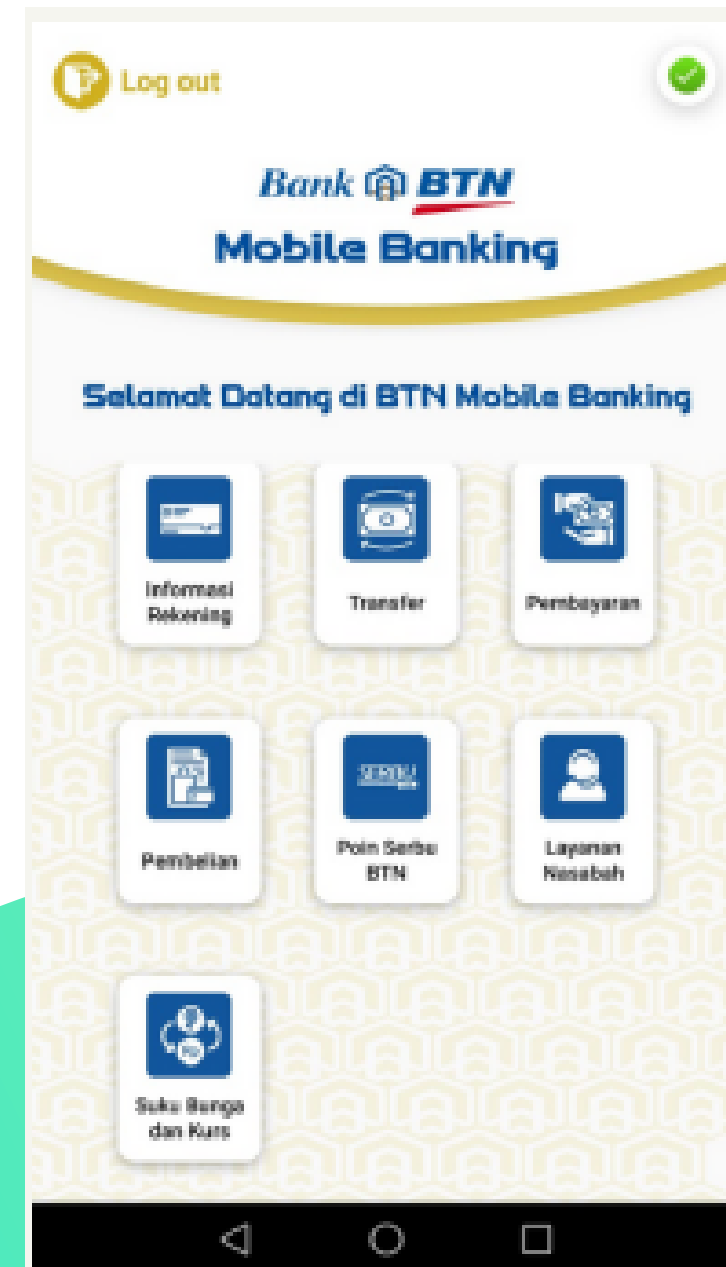 Log out
Bank BTN
Mobile Banking
Selamat Datang di BTN Mobile Banking
Informasi
Rekening
Transfer
Pembayaran
Pembelian
Poin Serbu
BTN
Layanan
Nasabah
Suku Bunga
dan Kurs